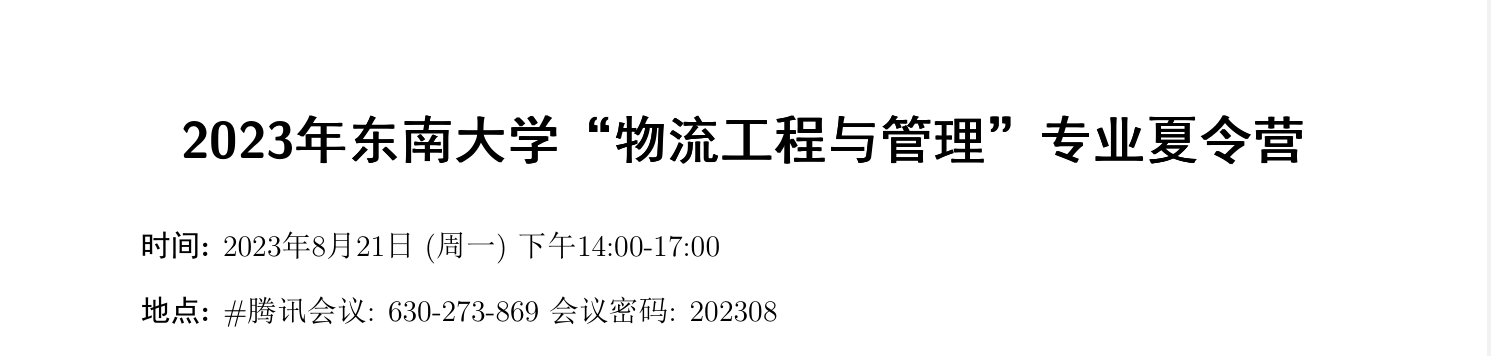 2023年东南大学“物流工程与管理”专业夏令营
时间: 2023年8月21日 (周一) 下午14:00-17:00
地点: #腾讯会议: 630-273-869 会议密码: 202308